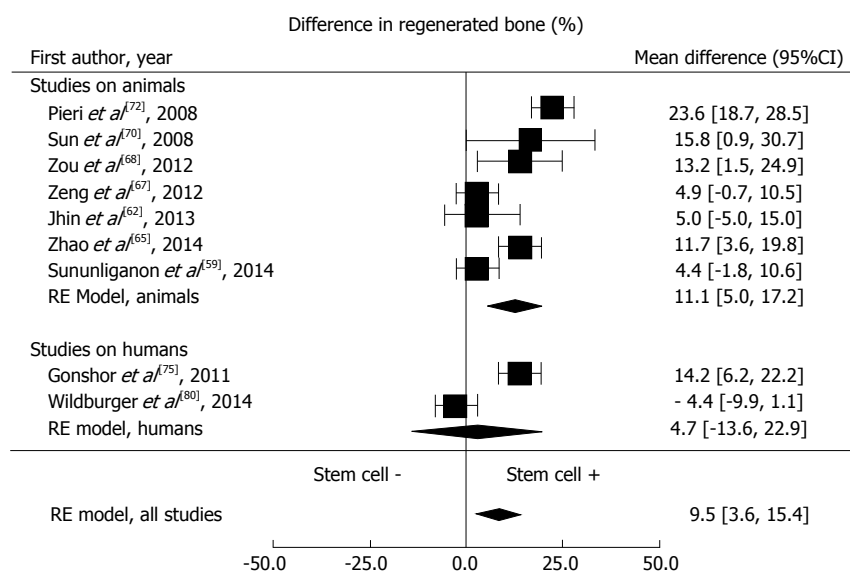 Difference in regenerated bone (%)
First author, year Mean difference (95%CI)
Studies on animals
Pieri et al[72], 2008 23.6 [18.7, 28.5]
Sun et al[70], 2008 15.8 [0.9, 30.7]
Zou et al[68], 2012 13.2 [1.5, 24.9]
Zeng et al[67], 2012 4.9 [-0.7, 10.5]
Jhin et al[62], 2013 5.0 [-5.0, 15.0]
Zhao et al[65], 2014 11.7 [3.6, 19.8]
Sununliganon et al[59], 2014 4.4 [-1.8, 10.6]
RE Model, animals 11.1 [5.0, 17.2]
Studies on humans
Gonshor et al[75], 2011 14.2 [6.2, 22.2]
Wildburger et al[80], 2014 - 4.4 [-9.9, 1.1]
RE model, humans 4.7 [-13.6, 22.9]
Stem cell - Stem cell +
RE model, all studies 9.5 [3.6, 15.4]
-50.0 -25.0 0.0 25.0 50.0